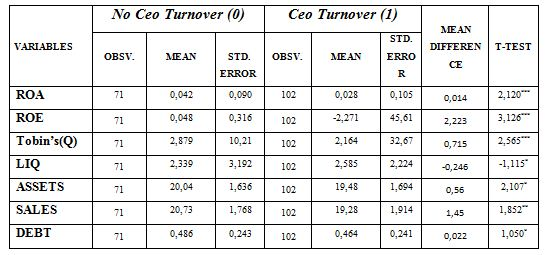 VARIABLES No Ceo Turnover (0) Ceo Turnover (1) MEAN DIFFEREN CE T-TEST
OBSV. MEAN STD. ERROR OBSV. MEAN STD. ERRO R
ROA 71 0,042 0,090 102 0,028 0,105 0,014 2,120***
ROE 71 0,048 0,316 102 -2,271 45,61 2,223 3,126***
Tobin's(Q) 71 2,879 10,21 102 2,164 32,67 0,715 2,565***
LIQ 71 2,339 3,192 102 2,585 2,224 -0,246 -1,115*
ASSETS 71 20,04 1,636 102 19,48 1,694 0,56 2,107*
SALES 71 20,73 1,768 102 19,28 1,914 1,45 1,852**
DEBT 71 0,486 0,243 102 0,464 0,241 0,022 1,050*